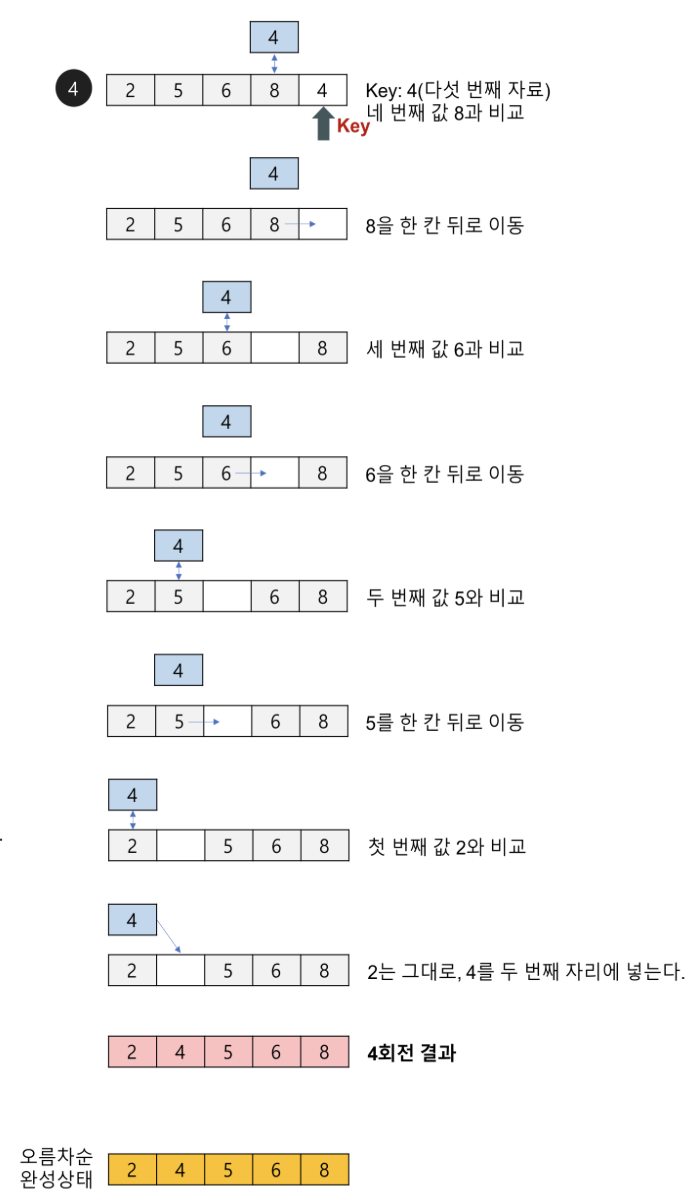 4
4
2 5 6 8 4
Key: 4(다섯 번째 자료)
네 번째 값 8과 비교
Key
4
2 5 6 8
8을 한 칸 뒤로 이동
4
2 5 6 8
세 번째 값 6과 비교
4
2 5 6 8
6을 한 칸 뒤로 이동
4
2 5 6 8
두 번째 값 5와 비교
4
2 5 6 8
5를 한 칸 뒤로 이동
4
2 5 6 8
첫 번째 값 2와 비교
4
2 5 6 8
2는 그대로, 4를 두 번째 자리에 넣는다.
2 4 5 6 8
4회전 결과
오름차순
완성상태
2 4 5 6 8